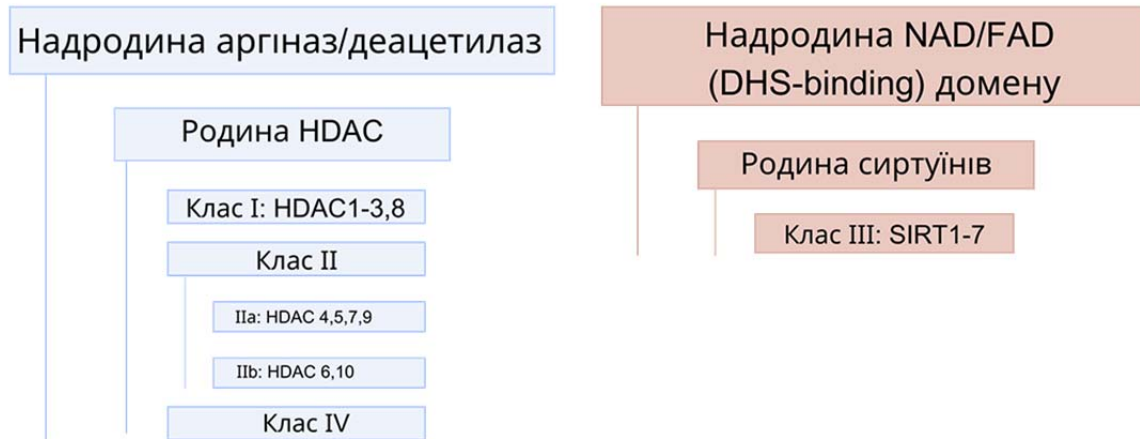 Надродина аргіназ/деацетилаз
Родина HDAC
Клас I: HDAC1-3,8
Клас II
IIa: HDAC 4,5,7,9
IIb: HDAC 6,10
Клас IV
Надродина NAD/FAD
(DHS-binding) домену
Родина сиртуїнів
Клас III: SIRT1-7